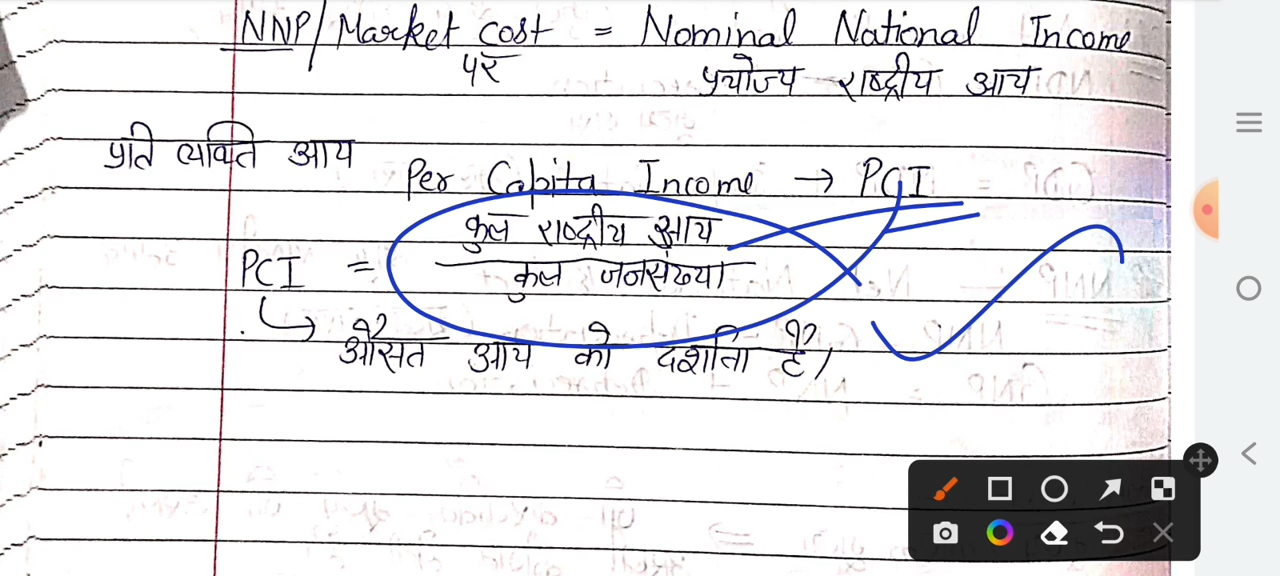 NNP/Market cost = Nominal National Income
पर प्रयोज्य राष्ट्रीय आय
प्रति व्यक्ति आय
Per Capita Income → PCI
कुल राष्ट्रीय आय
PCI =
कुल जनसंख्या
↳ औसत आय को दर्शाता है।